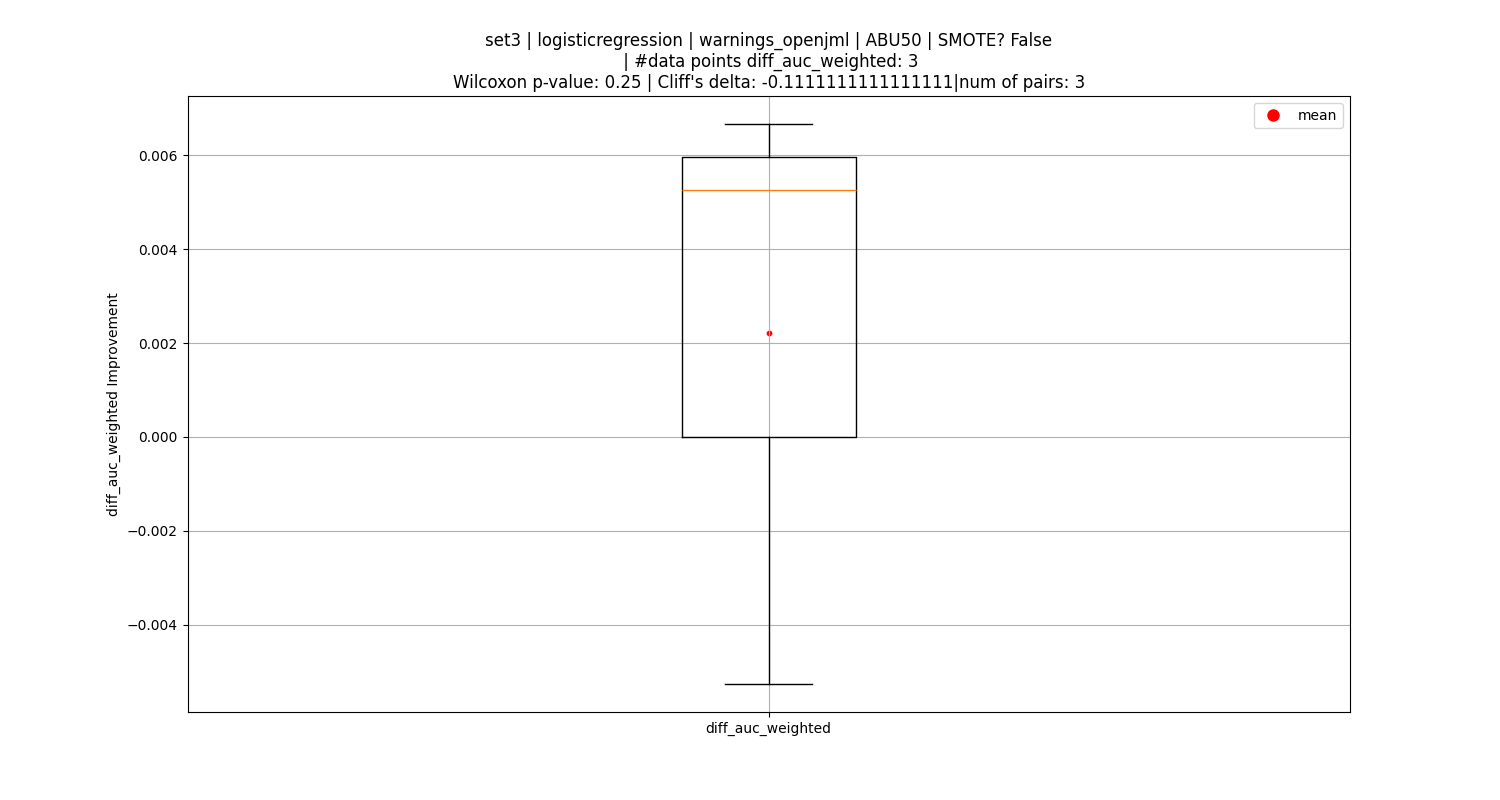 set3 | logisticregression | warnings_openjml | ABU50 | SMOTE? False
| #data points diff_auc_weighted: 3
Wilcoxon p-value: 0.25 | Cliff's delta: -0.1111111111111111|num of pairs: 3
mean
0.006
0.004
0.002
0.000
−0.002
−0.004
diff_auc_weighted Improvement
diff_auc_weighted